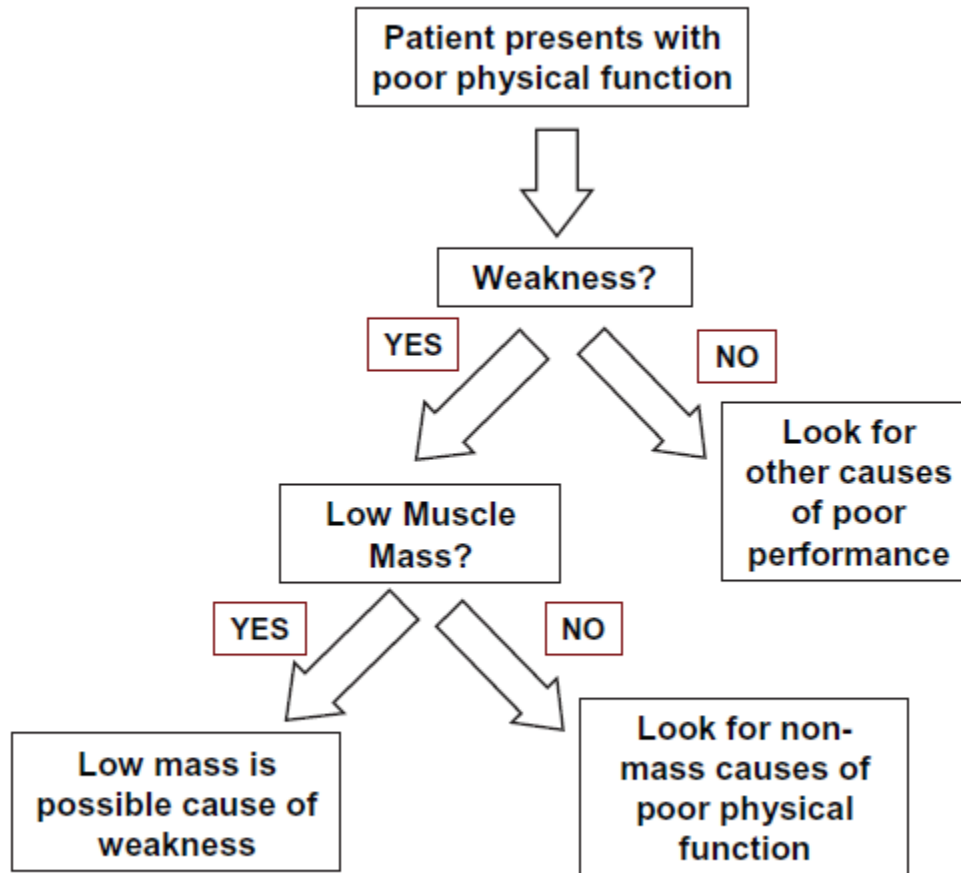 Patient presents with
poor physical function
Weakness?
YES
NO
Look for
other causes
of poor
performance
Low Muscle
Mass?
YES
NO
Low mass is
possible cause of
weakness
Look for non-
mass causes of
poor physical
function